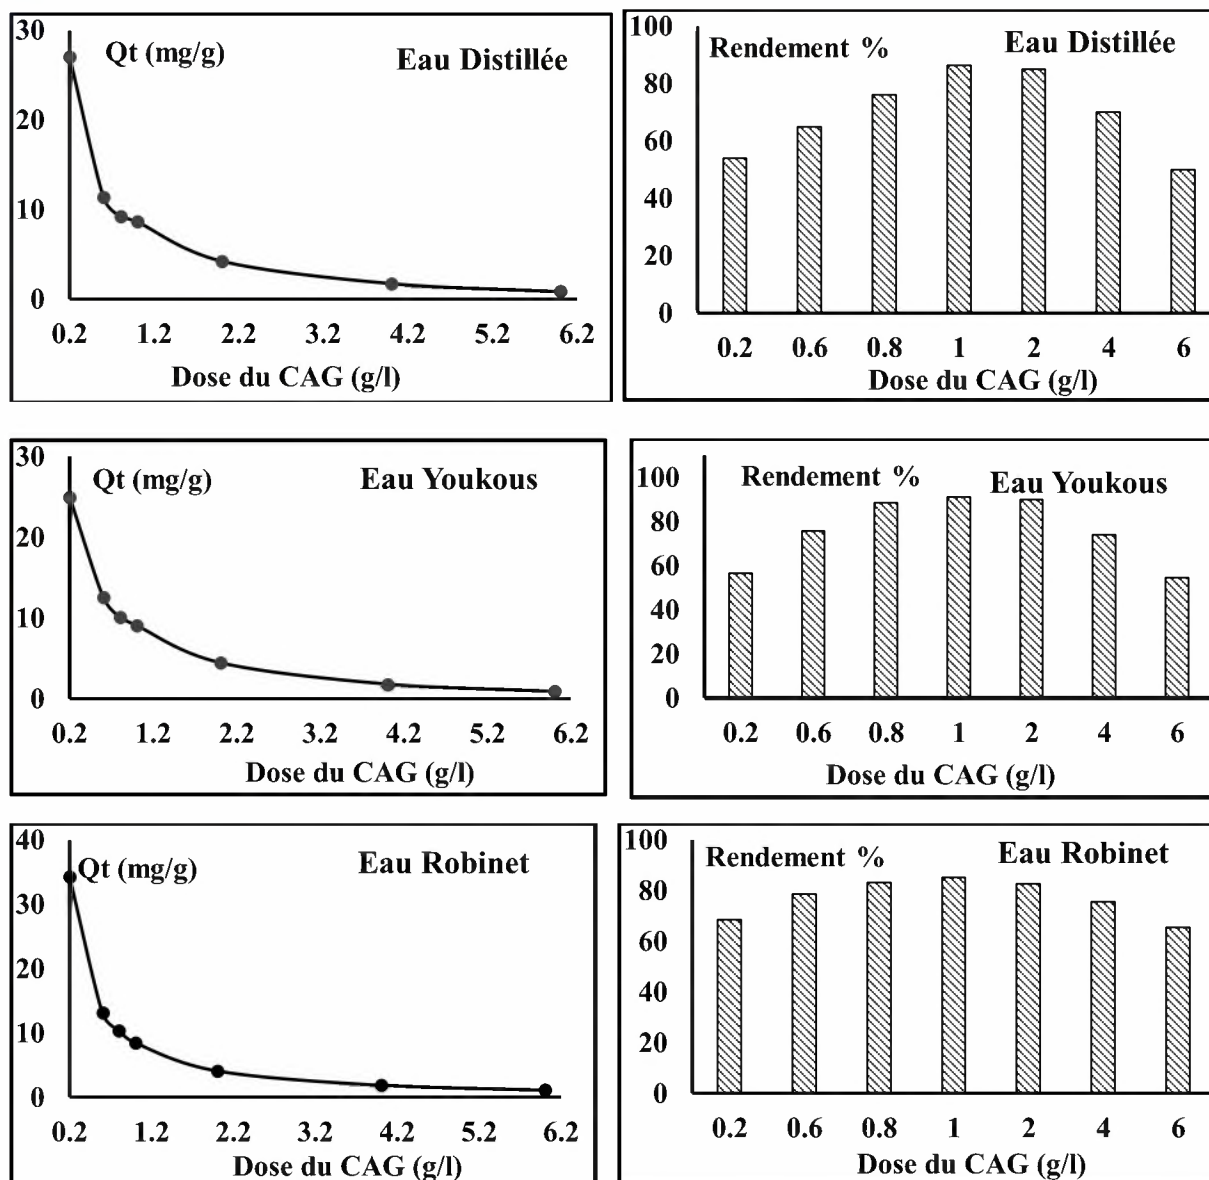 Qt (mg/g)
Eau Distillée
30
20
10
0
0.2 1.2 2.2 3.2 4.2 5.2 6.2
Dose du CAG (g/l)
Rendement %
Eau Distillée
100
80
60
40
20
0
0.2 0.6 0.8 1 2 4 6
Dose du CAG (g/l)
Qt (mg/g)
Eau Youkous
30
20
10
0
0.2 1.2 2.2 3.2 4.2 5.2 6.2
Dose du CAG (g/l)
Rendement %
Eau Youkous
100
80
60
40
20
0
0.2 0.6 0.8 1 2 4 6
Dose du CAG (g/l)
Qt (mg/g)
Eau Robinet
40
30
20
10
0
0.2 1.2 2.2 3.2 4.2 5.2 6.2
Dose du CAG (g/l)
Rendement %
Eau Robinet
100
80
60
40
20
0
0.2 0.6 0.8 1 2 4 6
Dose du CAG (g/l)